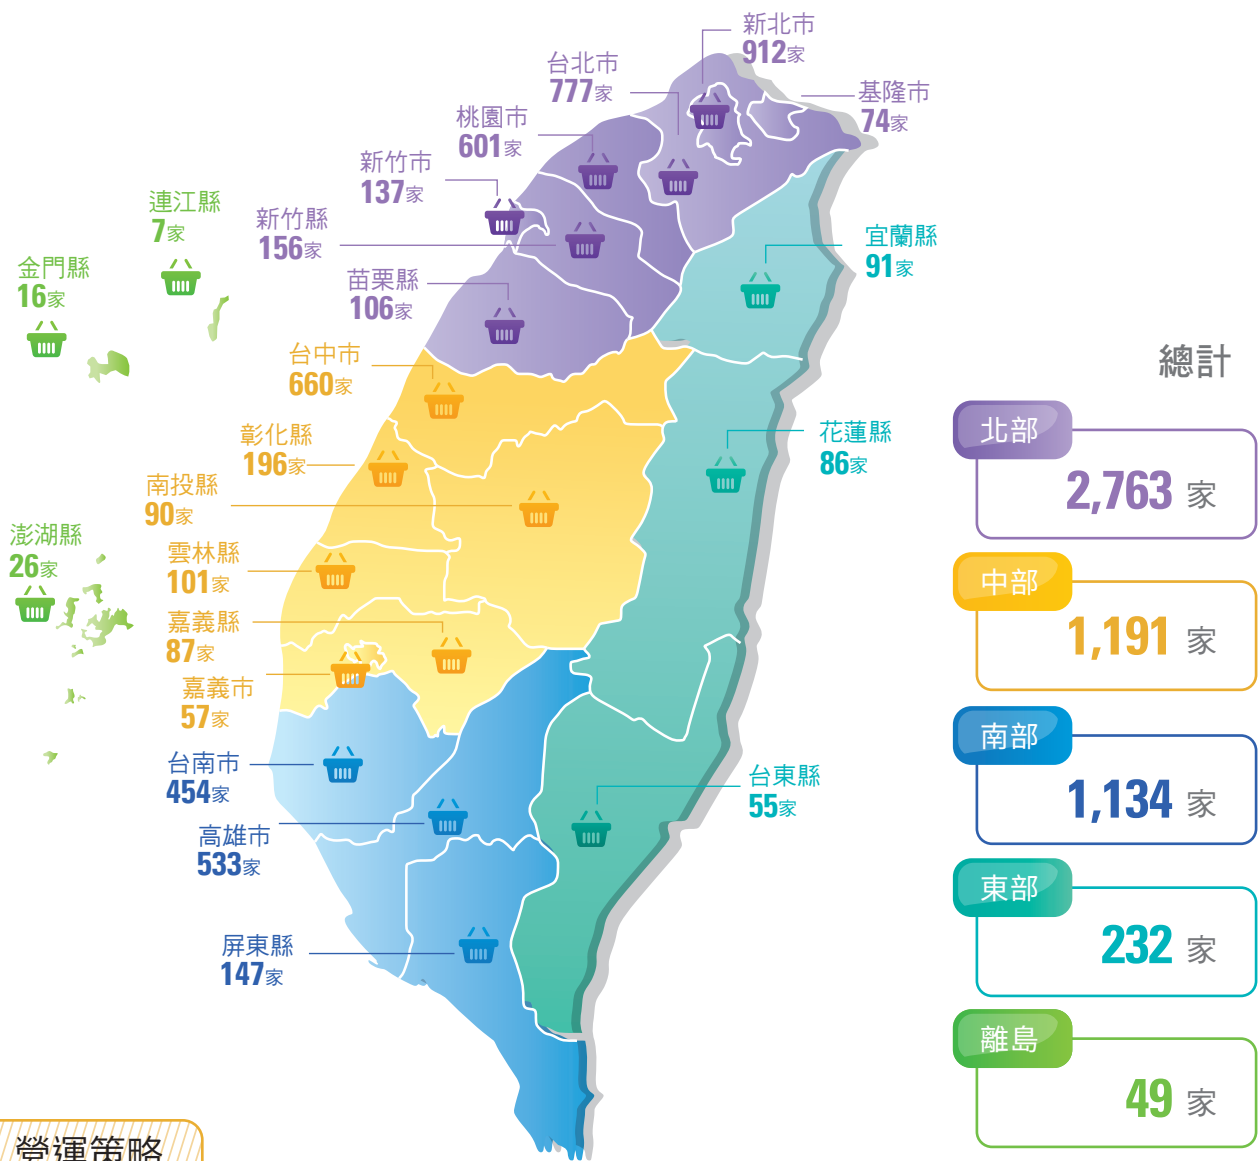 新北市
912家
台北市
777家
基隆市
74家
桃園市
601家
新竹市
137家
新竹縣
156家
苗栗縣
106家
連江縣
7家
金門縣
16家
宜蘭縣
91家
台中市
660家
彰化縣
196家
南投縣
90家
花蓮縣
86家
澎湖縣
26家
雲林縣
101家
嘉義縣
87家
嘉義市
57家
台南市
454家
高雄市
533家
台東縣
55家
屏東縣
147家
總計
北部
2,763 家
中部
1,191 家
南部
1,134 家
東部
232 家
離島
49 家
營運策略